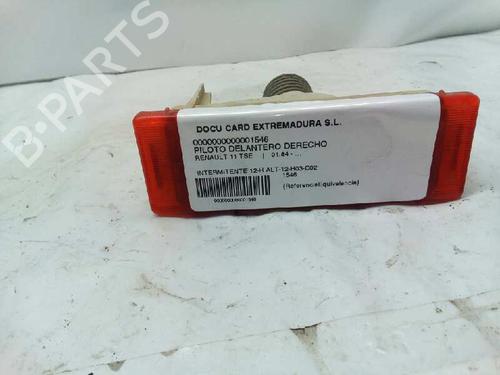 B-PARTS
DOCU CARD EXTREMADURA S.L.
0000000000001546
PILOTO DELANTERO DERECHO
RENAULT 11 TSE | 01.84 - ...
INTERMITENTE 12-H ALT-12-H03-C02
1546
(Referencia Equivalencia)